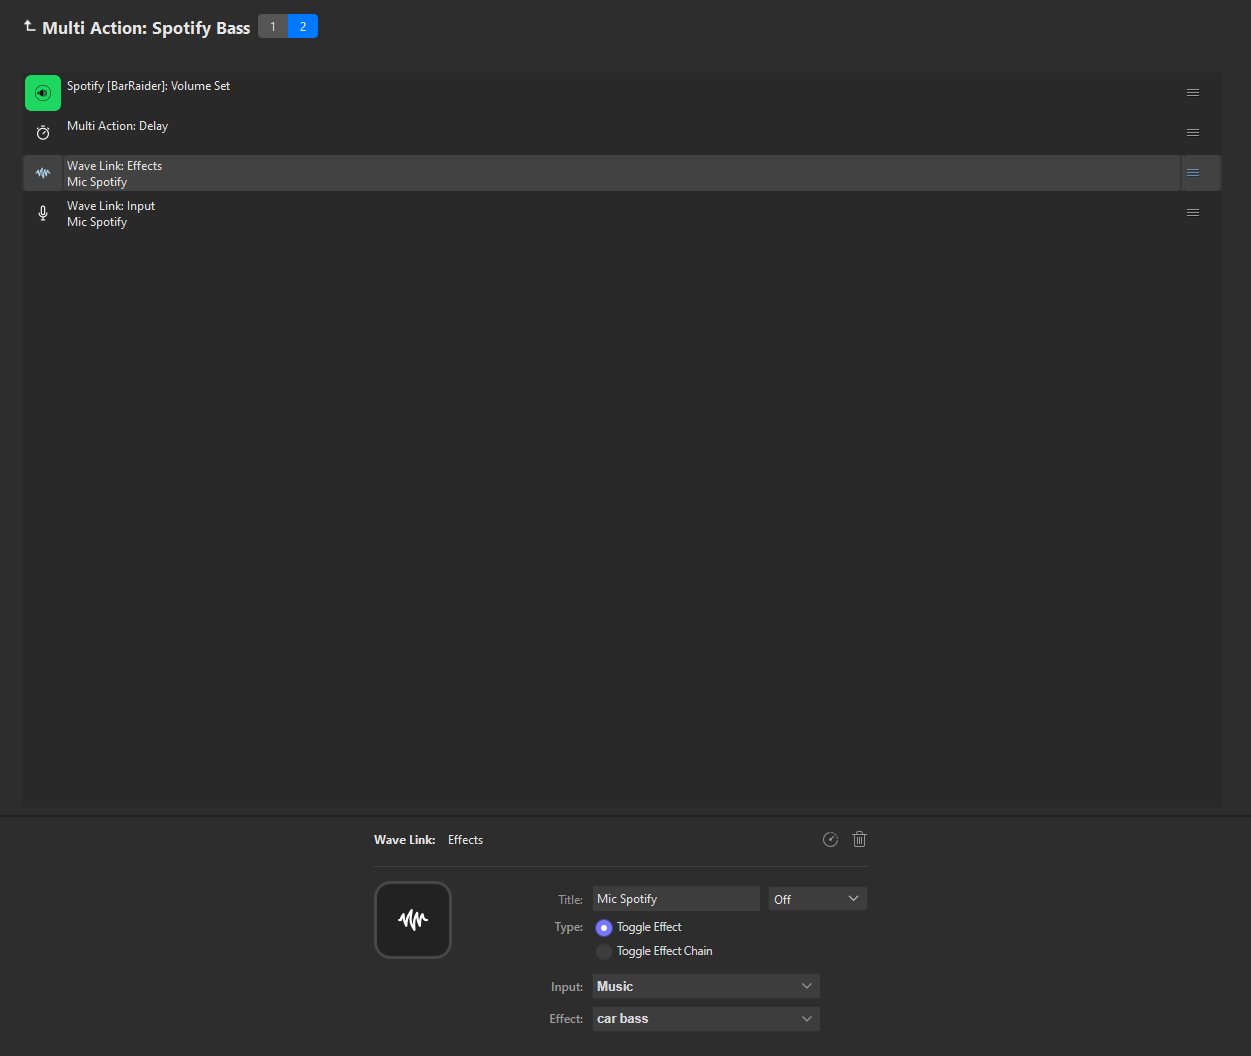 Multi Action: Spotify Bass 1 2
Spotify [BarRaider]: Volume Set
Multi Action: Delay
Wave Link: Effects
Mic Spotify
Wave Link: Input
Mic Spotify
Wave Link: Effects
Title: Mic Spotify Off
Type: Toggle Effect
Toggle Effect Chain
Input: Music
Effect: car bass